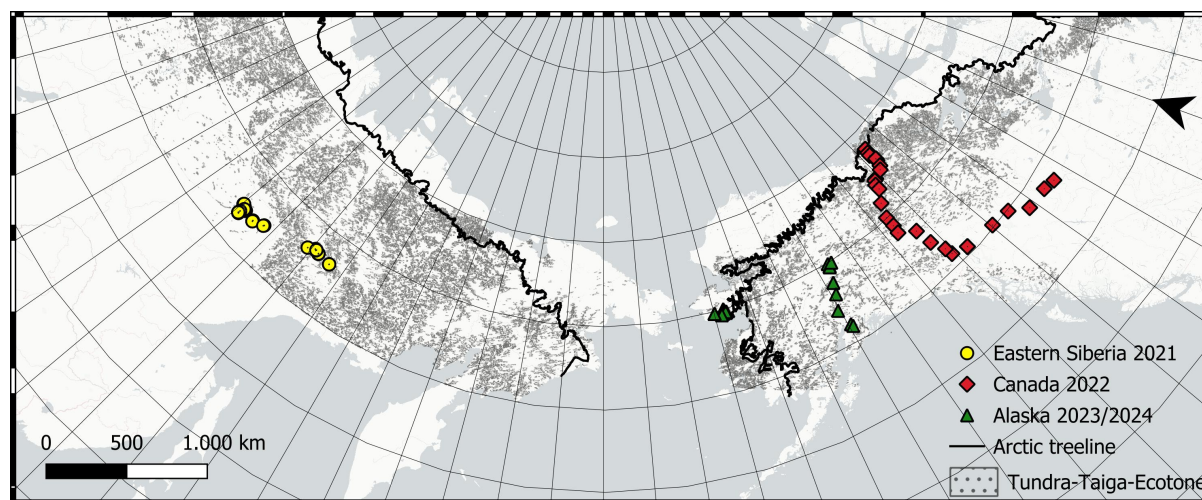 Eastern Siberia 2021
Canada 2022
Alaska 2023/2024
Arctic treeline
Tundra-Taiga-Ecotone
0 500 1.000 km